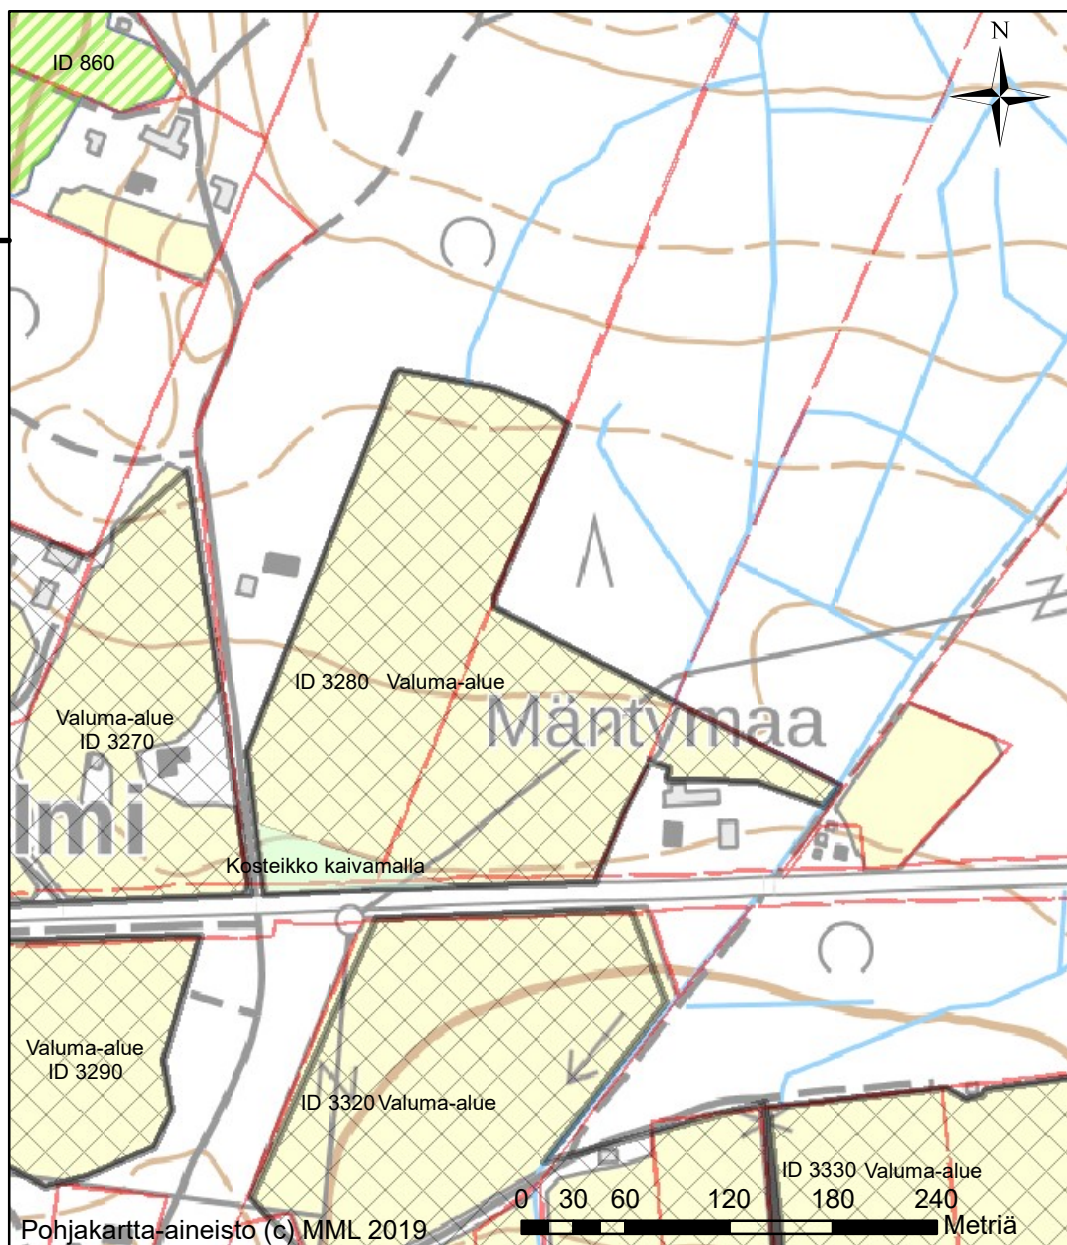 N
ID 860
ID 3280 Valuma-alue
Mäntymaa
Valuma-alue
ID 3270
lmi
Kosteikko kaivamalla
Valuma-alue
ID 3290
ID 3320 Valuma-alue
ID 3330 Valuma-alue
0 30 60 120 180 240
Metriä
Pohjakartta-aineisto (c) MML 2019